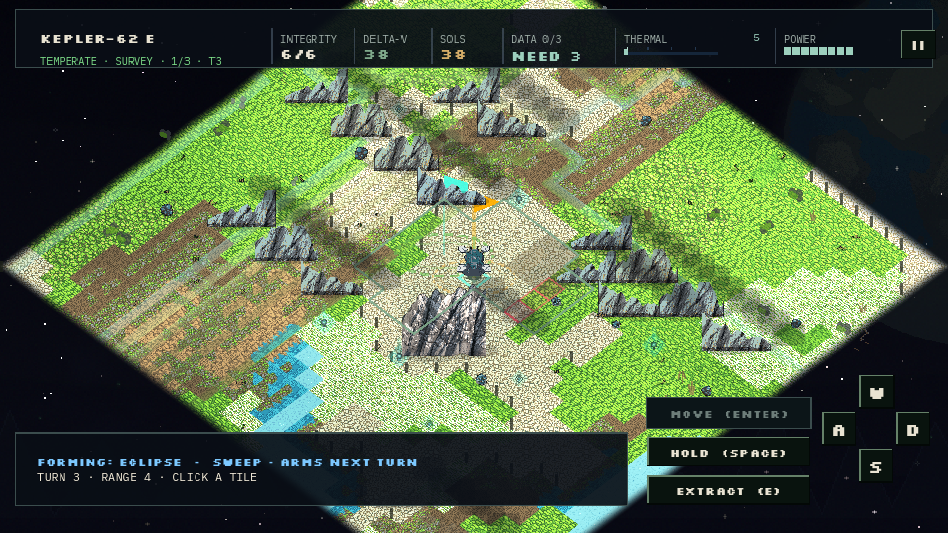 KEPLER-62 E
TEMPERATE · SURVEY · 1/3 · T3
INTEGRITY
6/6
DELTA-V
38
SOLS
38
DATA 0/3
NEED 3
THERMAL
5
POWER
W
A
D
S
MOVE (ENTER)
HOLD (SPACE)
EXTRACT (E)
FORMING: ECLIPSE - SWEEP · ARMS NEXT TURN
TURN 3 · RANGE 4 · CLICK A TILE